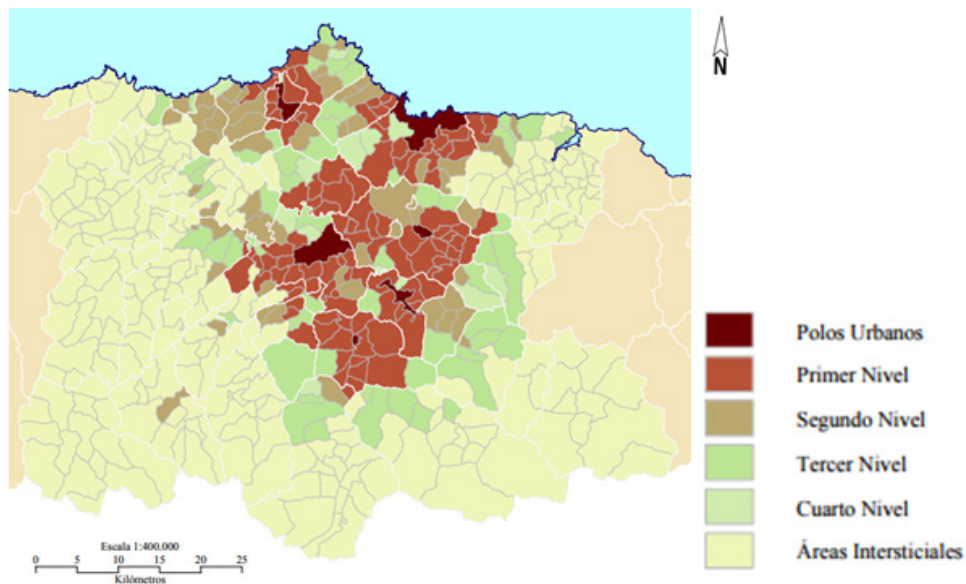 N
Polos Urbanos
Primer Nivel
Segundo Nivel
Tercer Nivel
Cuarto Nivel
Áreas Intersticiales
Escala 1:400.000
0 5 10 15 20 25
Kilómetros